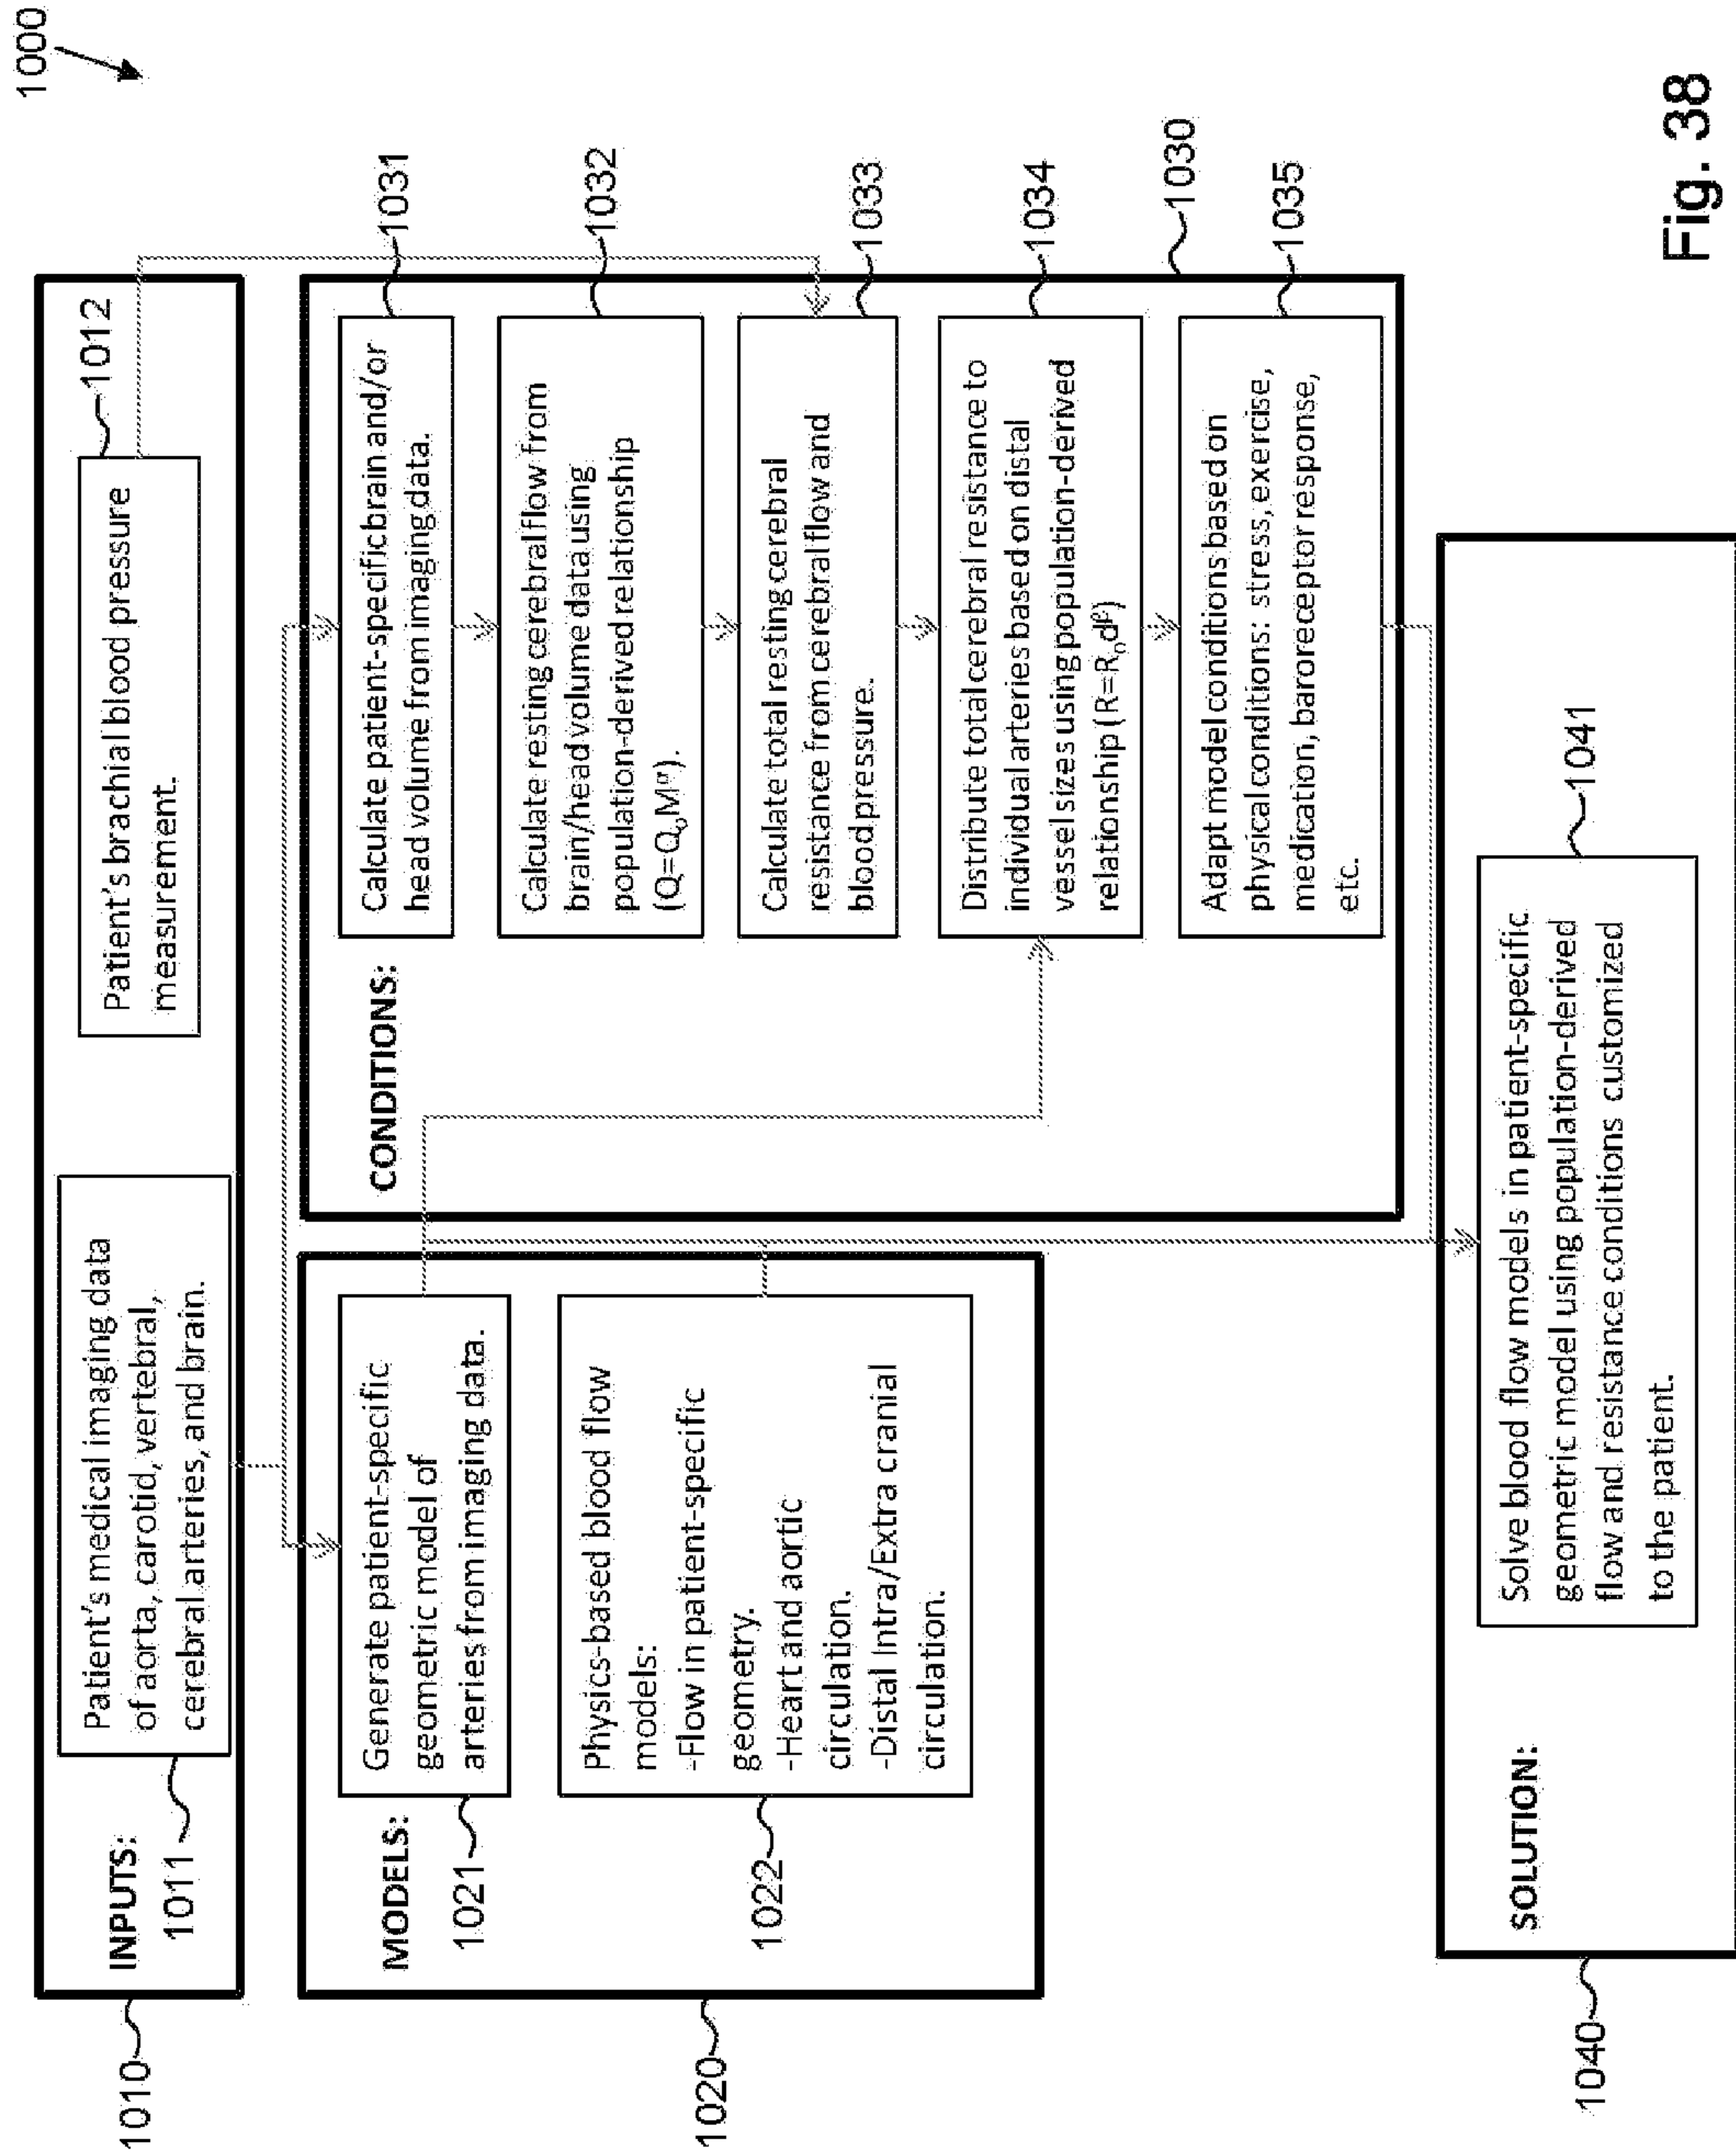 1000
1010
INPUTS:
1011
Patient's medical imaging data
of aorta, carotid, vertebral,
cerebral arteries, and brain.
1012
Patient's brachial blood pressure
measurement.
1020
MODELS:
1021
Generate patient-specific
geometric model of
arteries from imaging data.
1022
Physics-based blood flow
models:
-Flow in patient-specific
geometry.
-Heart and aortic
circulation.
-Distal Intra/Extra cranial
circulation.
CONDITIONS:
1031
Calculate patient-specific brain and/or
head volume from imaging data.
1032
Calculate resting cerebral flow from
brain/head volume data using
population-derived relationship
(Q=QₒMᵅ).
1033
Calculate total resting cerebral
resistance from cerebral flow and
blood pressure.
1034
Distribute total cerebral resistance to
individual arteries based on distal
vessel sizes using population-derived
relationship (R=Rₒdᵝ)
1030
1035
Adapt model conditions based on
physical conditions: stress, exercise,
medication, baroreceptor response,
etc.
1040
SOLUTION:
1041
Solve blood flow models in patient-specific
geometric model using population-derived
flow and resistance conditions customized
to the patient.
Fig. 38